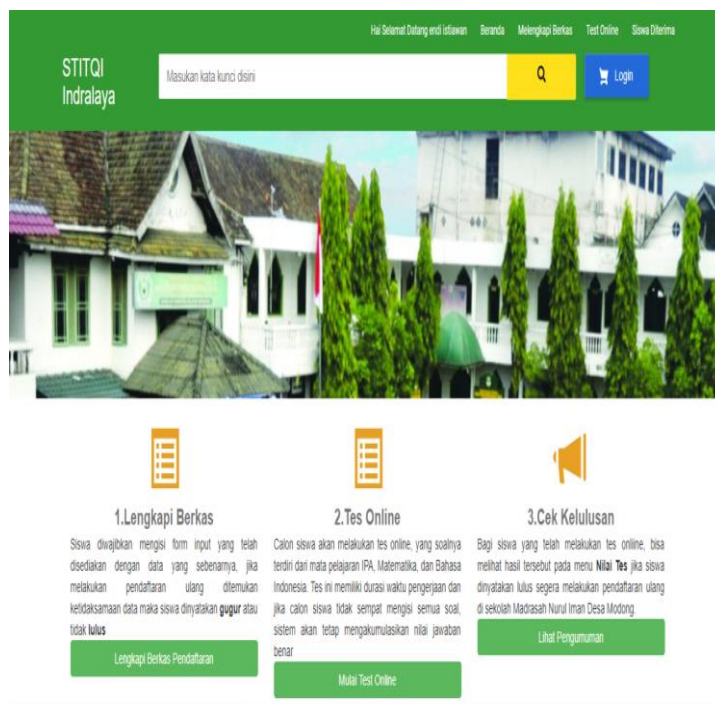 Hai Selamat Datang endi istiawan Beranda Melengkapi Berkas Test Online Siswa Diterima
STITQI
Indralaya
Masukan kata kunci disini
Login
1.Lengkapi Berkas
Siswa diwajibkan mengisi form input yang telah
disediakan dengan data yang sebenarnya, jika
melakukan pendaftaran ulang ditemukan
ketidaksamaan data maka siswa dinyatakan gugur atau
tidak lulus
Lengkapi Berkas Pendaftaran
2.Tes Online
Calon siswa akan melakukan tes online, yang soalnya
terdiri dari mata pelajaran IPA, Matematika, dan Bahasa
Indonesia. Tes ini memiliki durasi waktu pengerjaan dan
jika calon siswa tidak sempat mengisi semua soal,
sistem akan tetap mengakumulasikan nilai jawaban
benar
Mulai Test Online
3.Cek Kelulusan
Bagi siswa yang telah melakukan tes online, bisa
melihat hasil tersebut pada menu Nilai Tes jika siswa
dinyatakan lulus segera melakukan pendaftaran ulang
di sekolah Madrasah Nurul Iman Desa Modong.
Lihat Pengumuman